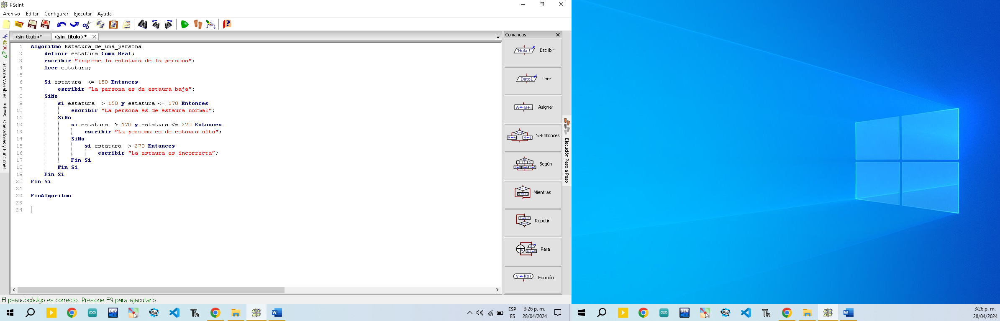 PSeInt
Archivo Editar Configurar Ejecutar Ayuda
<sin_titulo>* <sin_titulo>*
1 Algoritmo Estatura_de_una_persona
2 definir estatura Como Real;
3 escribir "ingrese la estatura de la persona";
4 leer estatura;
5
6 Si estatura <= 150 Entonces
7 escribir "La persona es de estaura baja";
8 SiNo
9 si estatura > 150 y estatura <= 170 Entonces
10 escribir "La persona es de estaura normal";
11 SiNo
12 si estatura > 170 y estatura <= 270 Entonces
13 escribir "La persona es de estaura alta";
14 SiNo
15 si estatura > 270 Entonces
16 escribir "La estaura es incorrecta";
17 Fin Si
18 Fin Si
19 Fin Si
20 Fin Si
21
22 FinAlgoritmo
23
24
42 'A' ¿?
Lista de Variables
*+=<
Operadores y Funciones
Comandos
'Hola !' Escribir
Dato1 Leer
A←B+i Asignar
A>B M←A M←B Si-Entonces
Según
Mientras
Repetir
Para
y←f(x) Función
Ejecución Paso a Paso
El pseudocódigo es correcto. Presione F9 para ejecutarlo.
DEV
Th
W
ESP
ES
3:26 p. m.
28/04/2024
DEV
Th
W
3:26 p. m.
28/04/2024